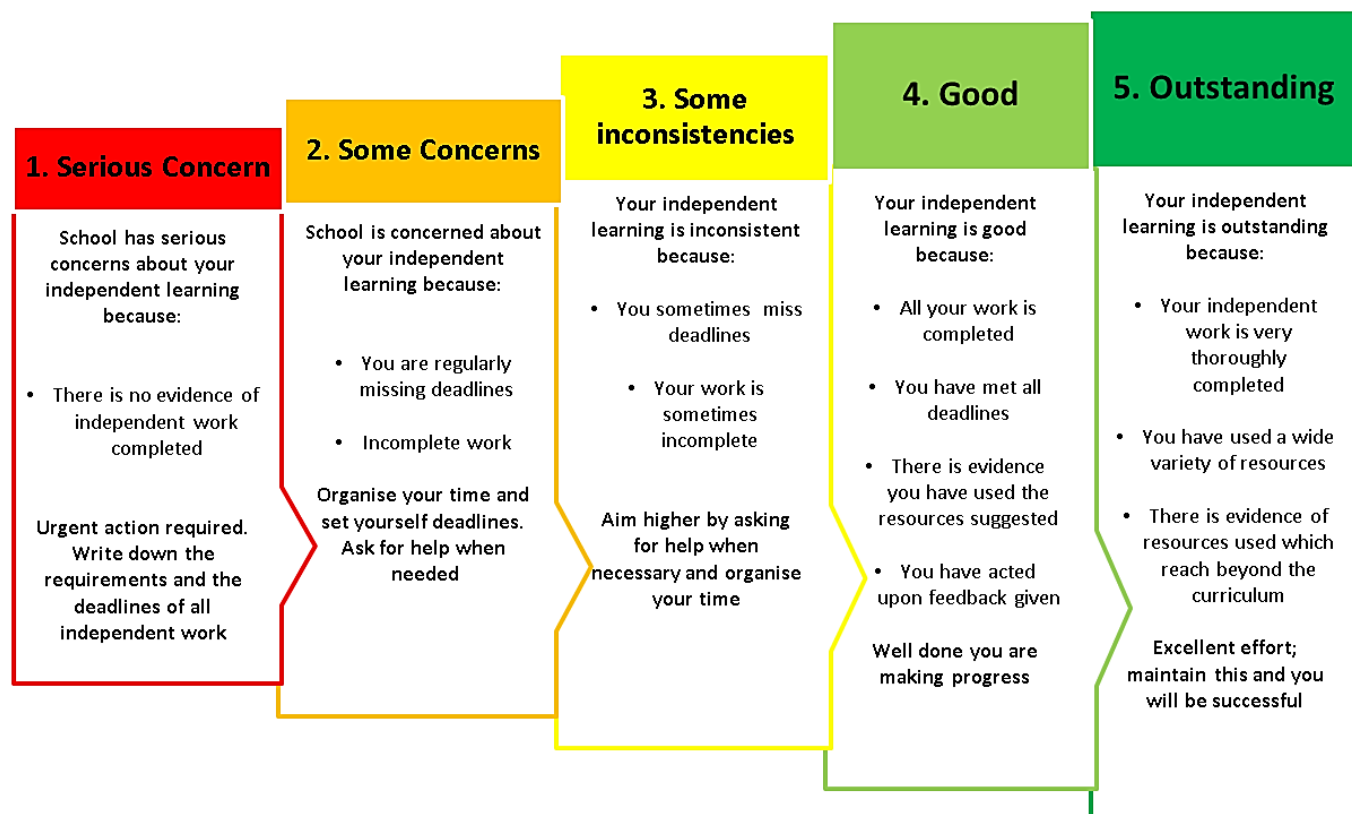 1. Serious Concern
School has serious
concerns about your
independent learning
because:
• There is no evidence of
independent work
completed
Urgent action required.
Write down the
requirements and the
deadlines of all
independent work
2. Some Concerns
School is concerned about
your independent
learning because:
• You are regularly
missing deadlines
• Incomplete work
Organise your time and
set yourself deadlines.
Ask for help when
needed
3. Some
inconsistencies
Your independent
learning is inconsistent
because:
• You sometimes miss
deadlines
• Your work is
sometimes
incomplete
Aim higher by asking
for help when
necessary and organise
your time
4. Good
Your independent
learning is good
because:
• All your work is
completed
• You have met all
deadlines
• There is evidence
you have used the
resources suggested
• You have acted
upon feedback given
Well done you are
making progress
5. Outstanding
Your independent
learning is outstanding
because:
• Your independent
work is very
thoroughly
completed
• You have used a wide
variety of resources
• There is evidence of
resources used which
reach beyond the
curriculum
Excellent effort;
maintain this and you
will be successful